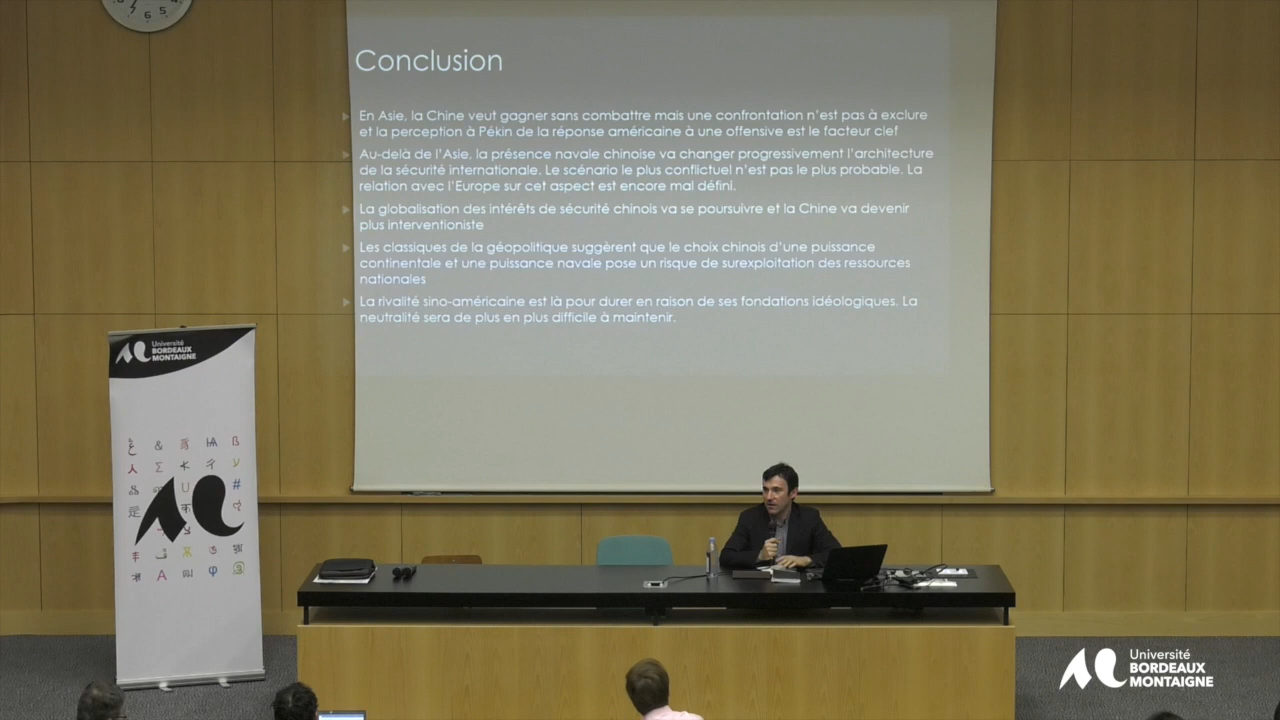 Conclusion
En Asie, la Chine veut gagner sans combattre mais une confrontation n'est pas à exclure
et la perception à Pékin de la réponse américaine à une offensive est le facteur clef
Au-delà de l'Asie, la présence navale chinoise va changer progressivement l'architecture
de la sécurité internationale. Le scénario le plus conflictuel n'est pas le plus probable. La
relation avec l'Europe sur cet aspect est encore mal défini.
La globalisation des intérêts de sécurité chinois va se poursuivre et la Chine va devenir
plus interventioniste
Les classiques de la géopolitique suggèrent que le choix chinois d'une puissance
continentale et une puissance navale pose un risque de surexploitation des ressources
nationales
La rivalité sino-américaine est là pour durer en raison de ses fondations idéologiques. La
neutralité sera de plus en plus difficile à maintenir.
Université
BORDEAUX
MONTAIGNE
Université
BORDEAUX
MONTAIGNE